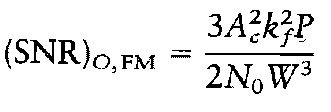 (SNR)_{O, FM} = \frac{3A_c^2 k_f^2 P}{2N_0 W^3}